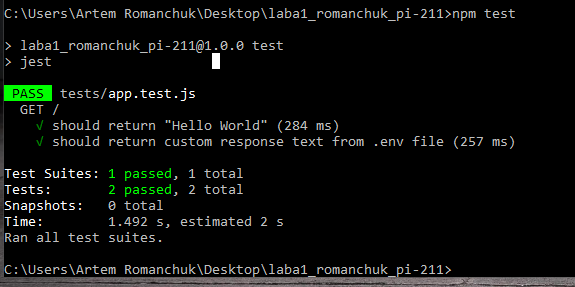 C:\Users\Artem Romanchuk\Desktop\laba1_romanchuk_pi-211>npm test
> laba1_romanchuk_pi-211@1.0.0 test
> jest
PASS tests/app.test.js
GET /
√ should return "Hello World" (284 ms)
√ should return custom response text from .env file (257 ms)
Test Suites: 1 passed, 1 total
Tests: 2 passed, 2 total
Snapshots: 0 total
Time: 1.492 s, estimated 2 s
Ran all test suites.
C:\Users\Artem Romanchuk\Desktop\laba1_romanchuk_pi-211>